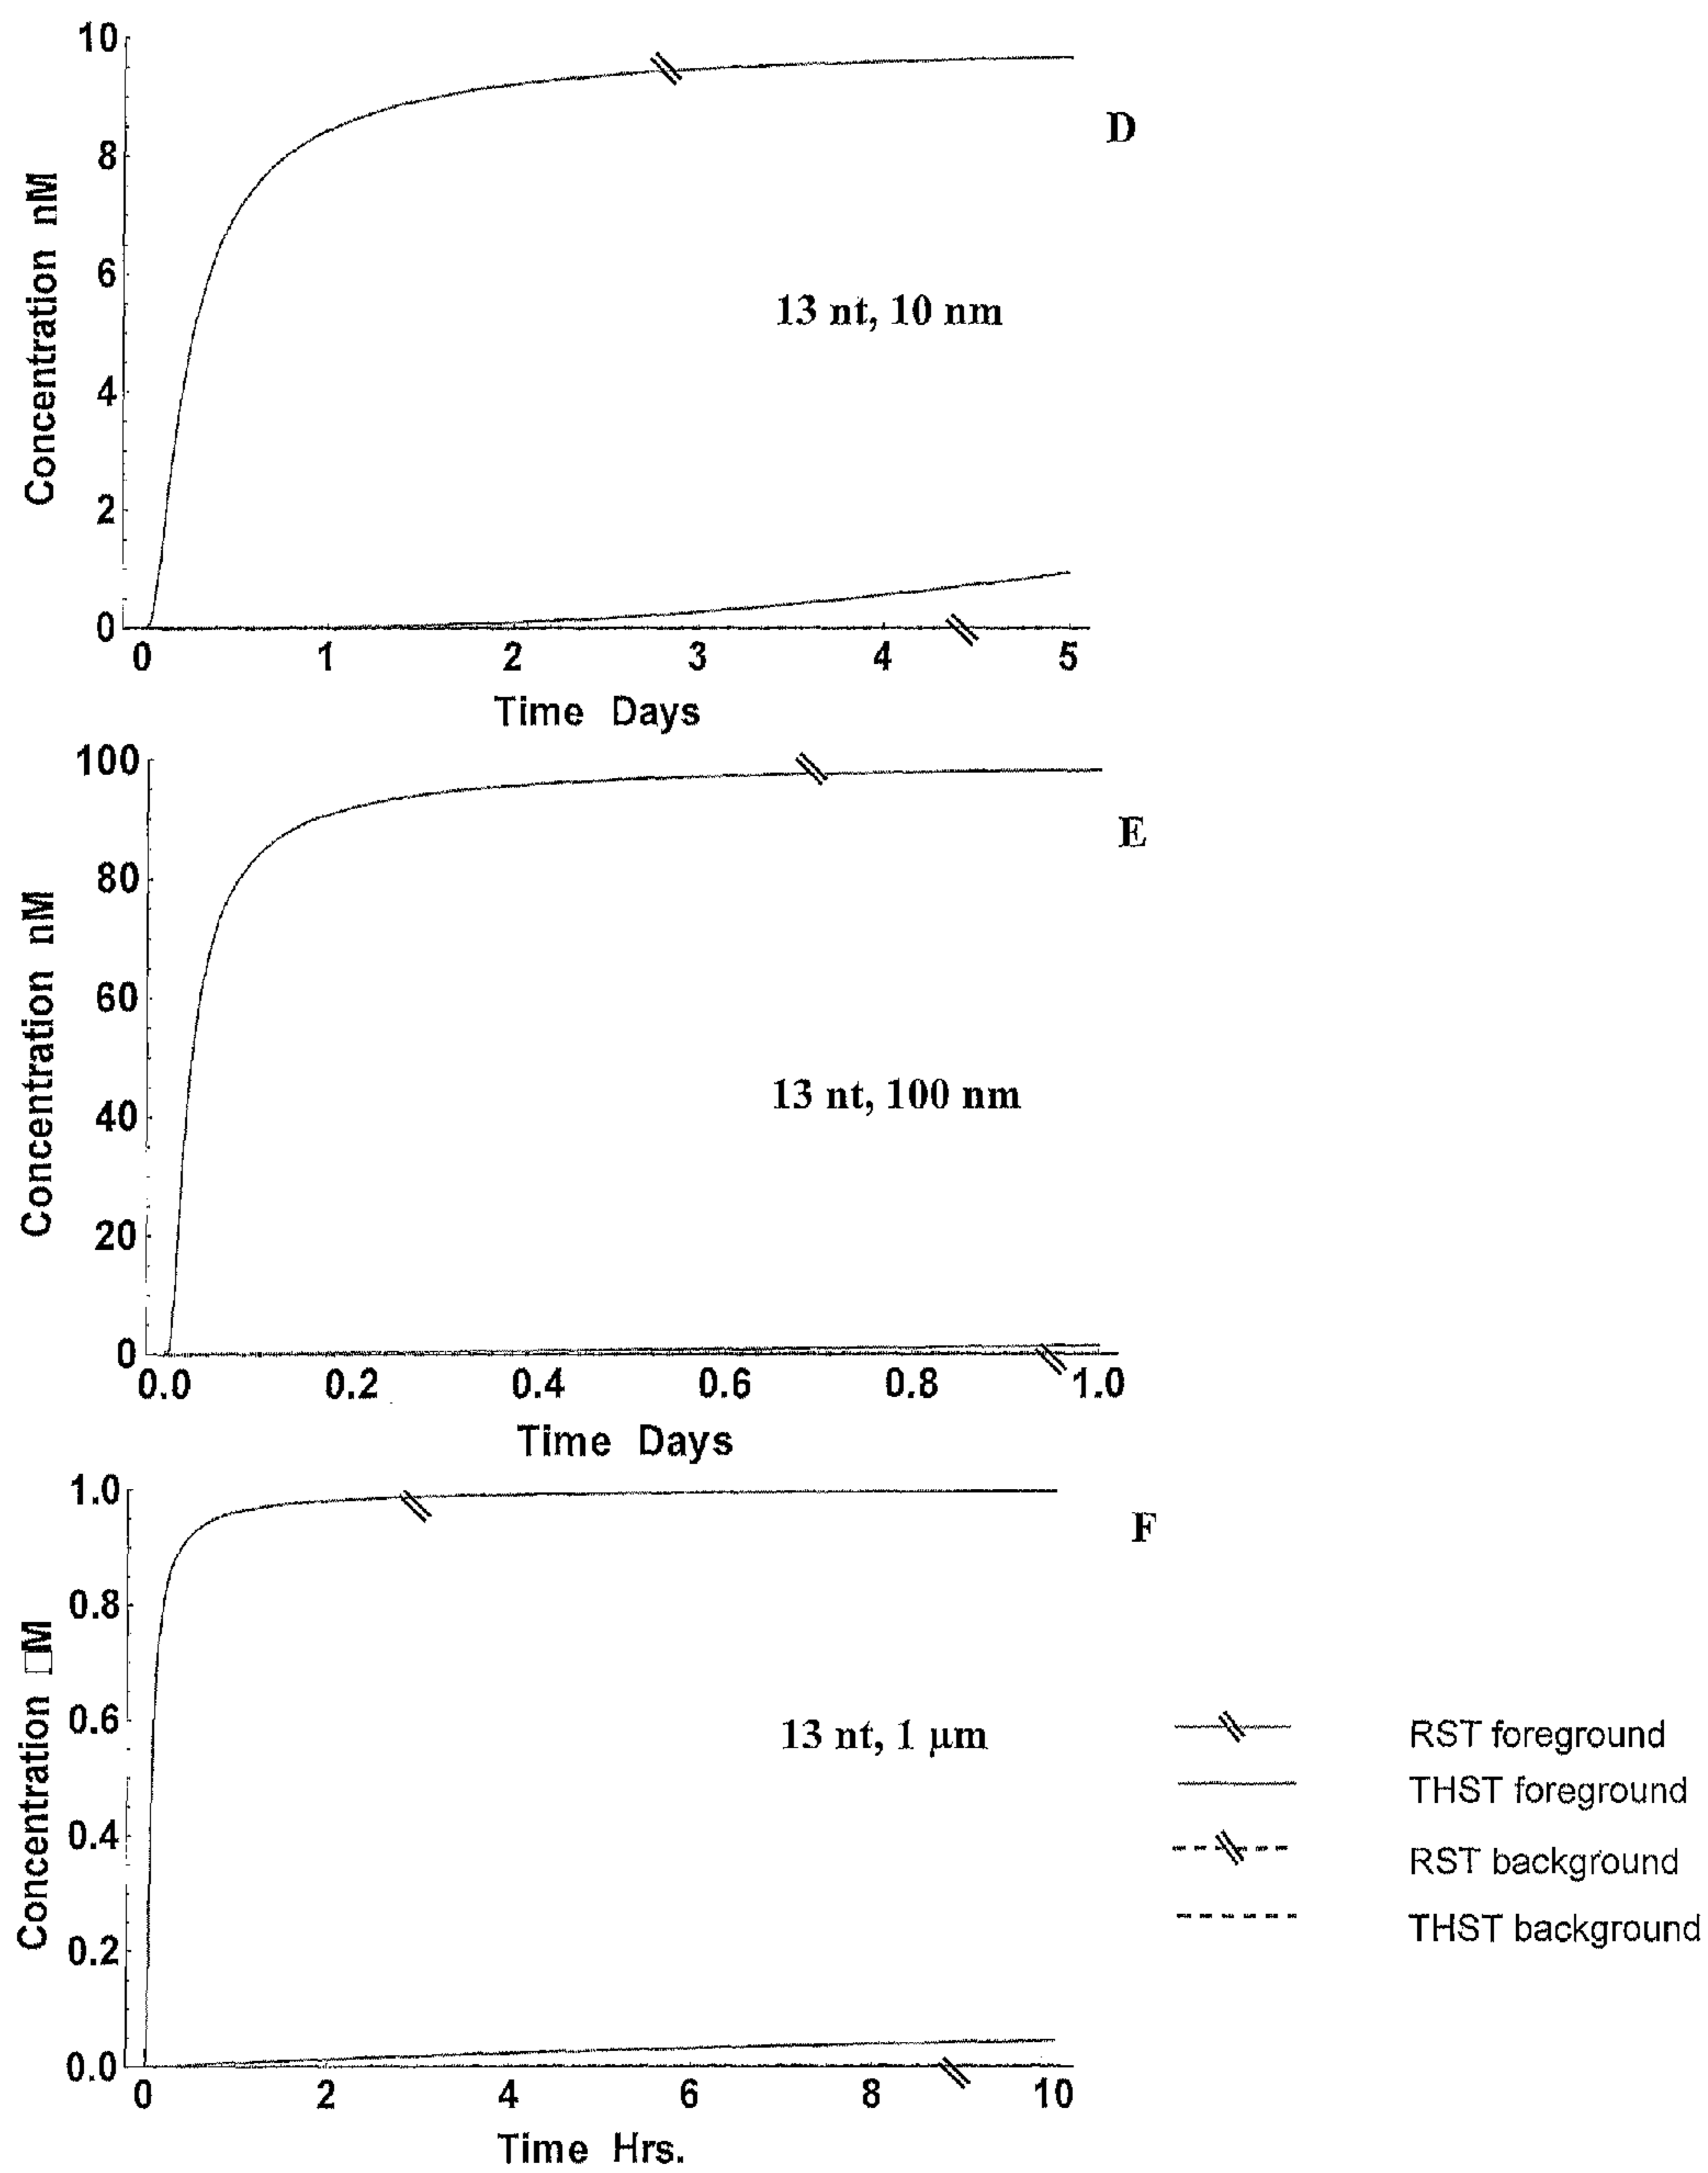 10
8
6
4
2
0
Concentration nM
D
13 nt, 10 nm
0 1 2 3 4 5
Time Days
100
80
60
40
20
0
Concentration nM
E
13 nt, 100 nm
0.0 0.2 0.4 0.6 0.8 1.0
Time Days
1.0
0.8
0.6
0.4
0.2
0.0
Concentration □M
F
13 nt, 1 µm
0 2 4 6 8 10
Time Hrs.
RST foreground
THST foreground
RST background
THST background